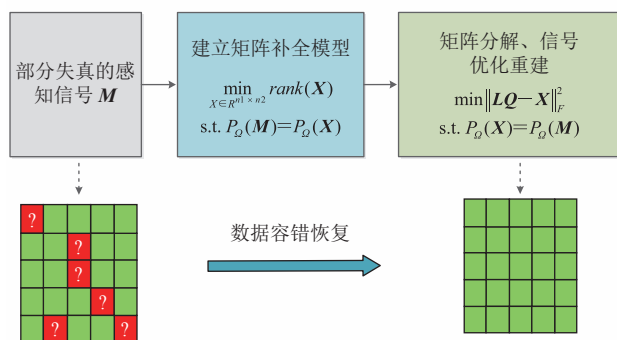 部分失真的感
知信号 M
建立矩阵补全模型
min rank(X)
X∈R^{n1×n2}
s.t. P_Ω(M)=P_Ω(X)
矩阵分解、信号
优化重建
min‖LQ−X‖²_F
s.t. P_Ω(X)=P_Ω(M)
?
?
?
?
? ?
数据容错恢复